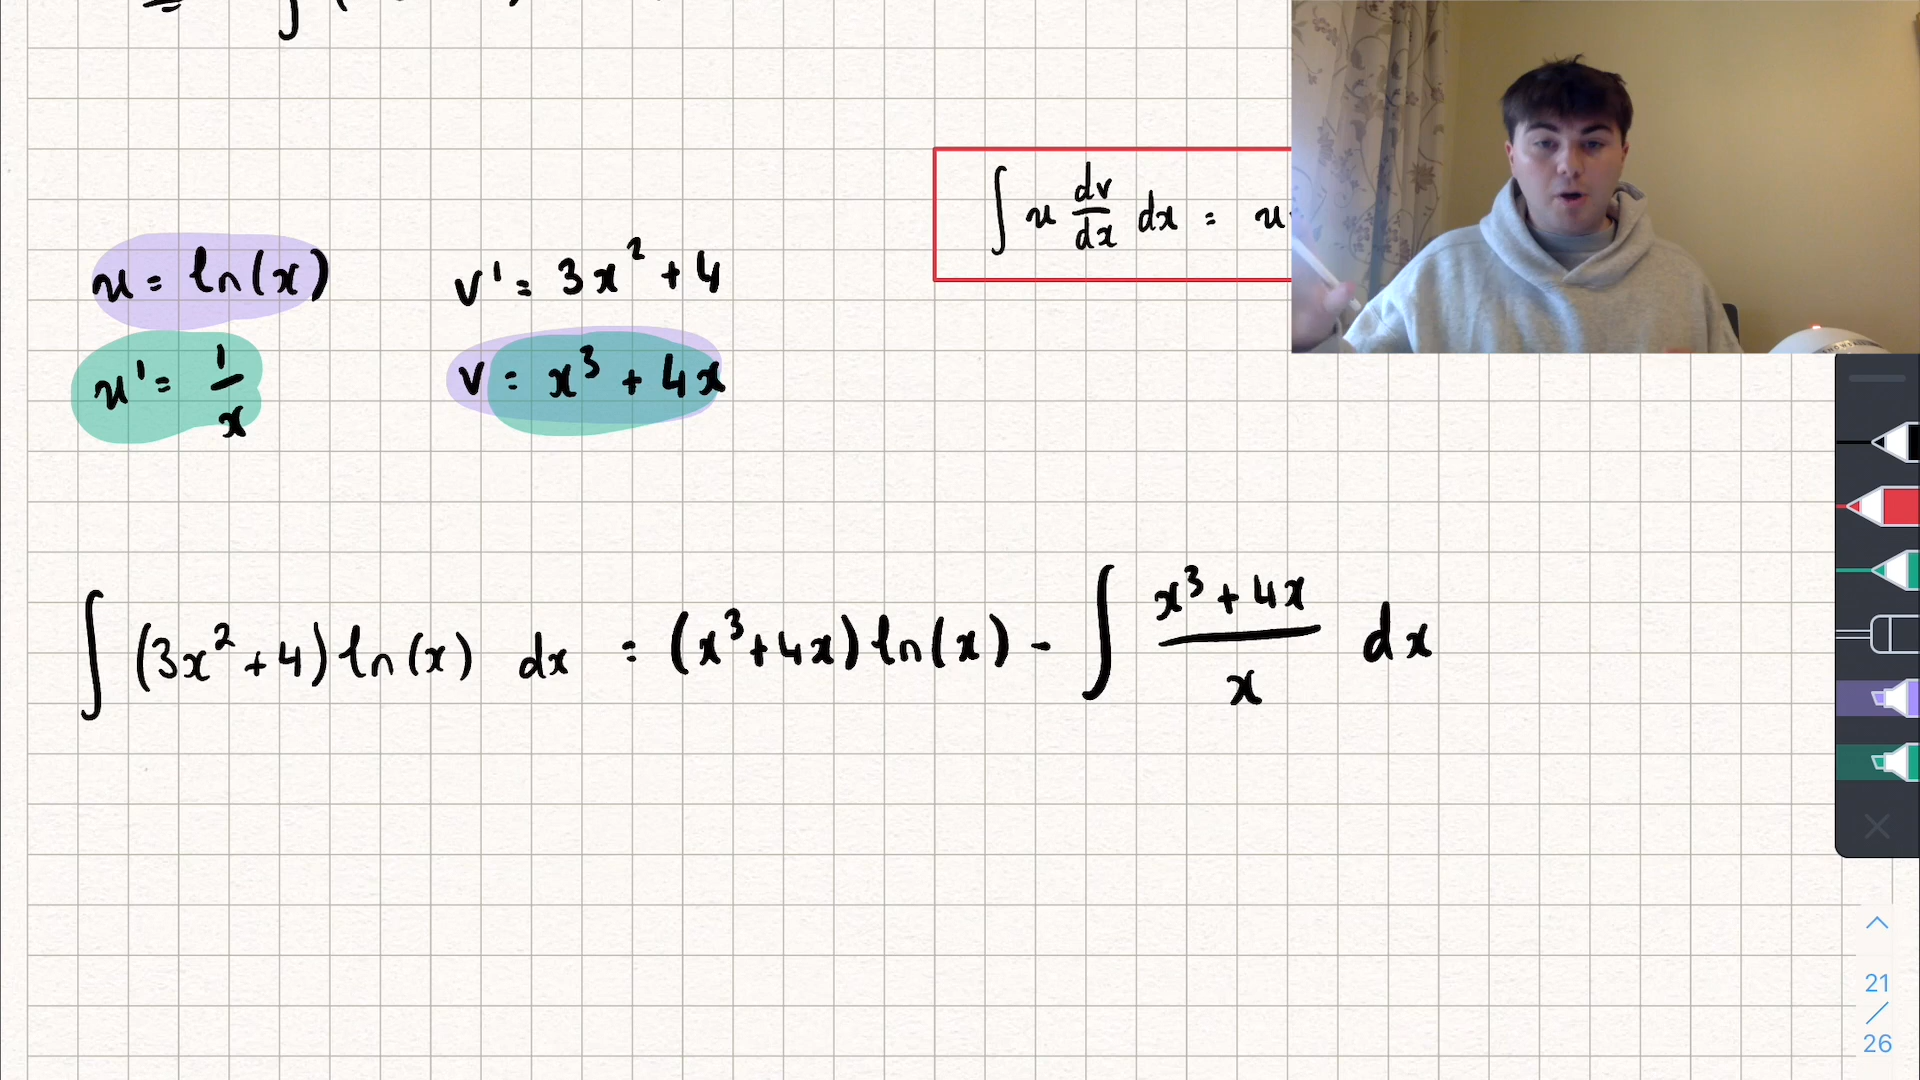 ∫ u dv/dx dx = u
u = ln(x) v' = 3x² + 4
u' = 1/x v = x³ + 4x
∫ (3x² + 4) ln(x) dx = (x³ + 4x) ln(x) - ∫ (x³ + 4x)/x dx
21
/
26